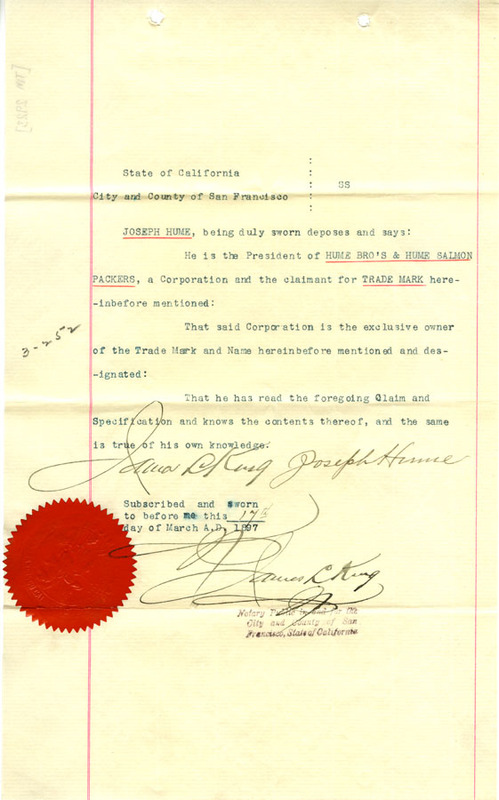 State of California
: 
: SS
:
City and County of San Francisco :
JOSEPH HUME, being duly sworn deposes and says:
He is the President of HUME BRO'S & HUME SALMON
PACKERS, a Corporation and the claimant for TRADE MARK here-
-inbefore mentioned:
That said Corporation is the exclusive owner
of the Trade Mark and Name hereinbefore mentioned and des-
-ignated:
3-252
That he has read the foregoing Claim and
Specification and knows the contents thereof, and the same
is true of his own knowledge.
James L King Joseph Hume
Subscribed and sworn
to before me this 17th
day of March A.D. 1897
James L King
Notary Public in and for the
City and County of San
Francisco, State of California